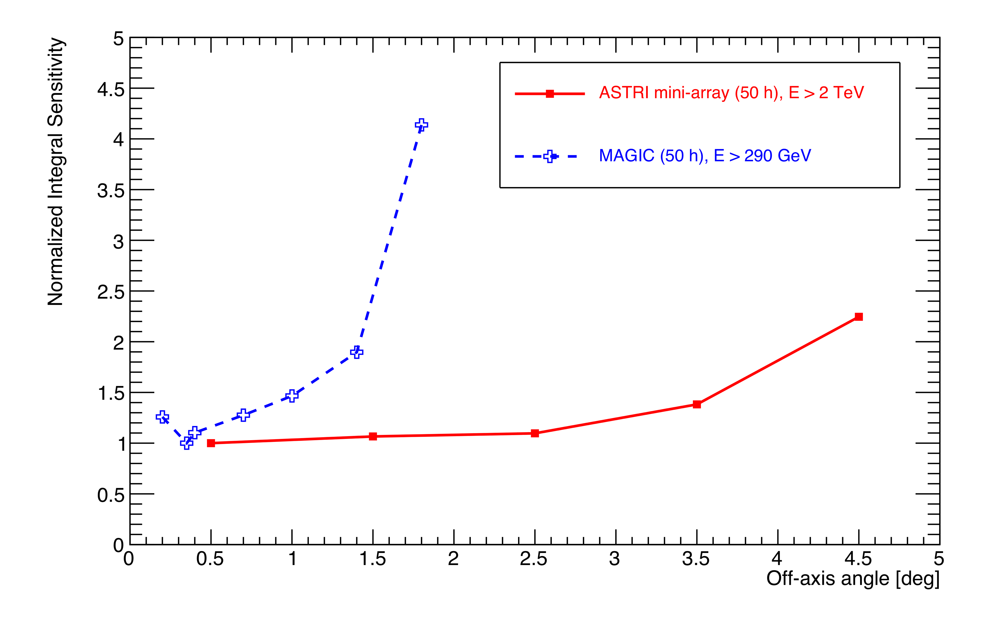 Normalized Integral Sensitivity
5
4.5
4
3.5
3
2.5
2
1.5
1
0.5
0
ASTRI mini-array (50 h), E > 2 TeV
MAGIC (50 h), E > 290 GeV
0 0.5 1 1.5 2 2.5 3 3.5 4 4.5 5
Off-axis angle [deg]